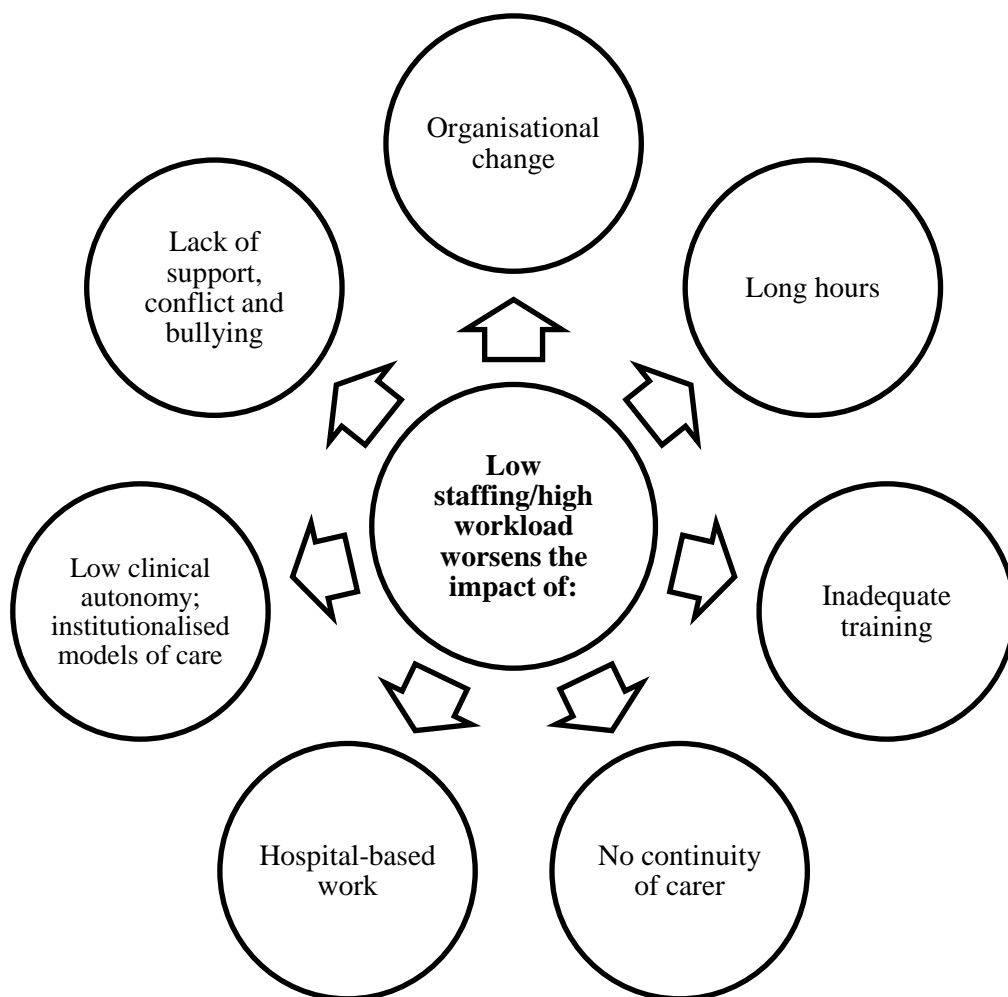 Organisational
change
Long hours
Inadequate
training
No continuity
of carer
Hospital-based
work
Low clinical
autonomy;
institutionalised
models of care
Lack of
support,
conflict and
bullying
Low
staffing/high
workload
worsens the
impact of: